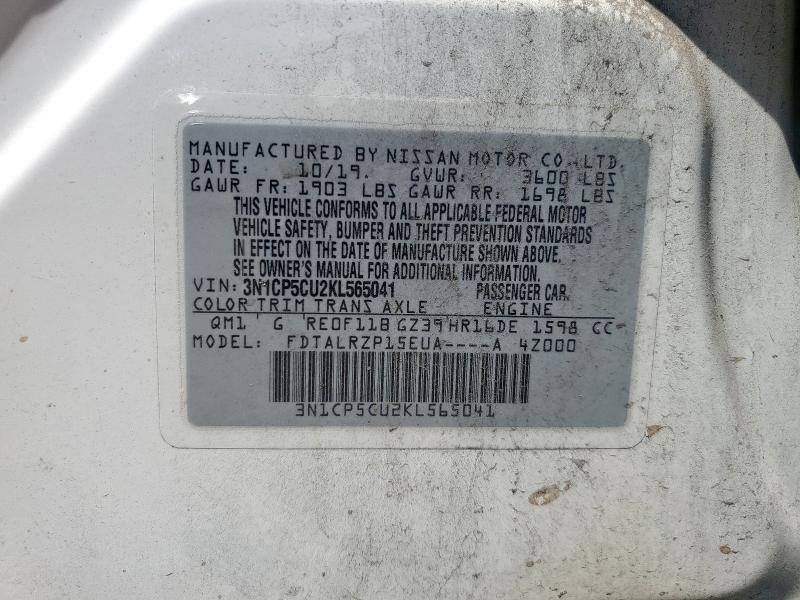 MANUFACTURED BY NISSAN MOTOR CO.,LTD.
DATE: 10/19. GVWR: 3600 LBS
GAWR FR: 1903 LBS GAWR RR: 1698 LBS
THIS VEHICLE CONFORMS TO ALL APPLICABLE FEDERAL MOTOR
VEHICLE SAFETY, BUMPER AND THEFT PREVENTION STANDARDS
IN EFFECT ON THE DATE OF MANUFACTURE SHOWN ABOVE.
SEE OWNER'S MANUAL FOR ADDITIONAL INFORMATION.
VIN: 3N1CP5CU2KL565041 PASSENGER CAR.
COLOR TRIM TRANS AXLE ENGINE
QM1 G RE0F11B GZ39 HR16DE 1598 CC
MODEL: FDTALRZP15EUA----A 4Z000
3N1CP5CU2KL565041